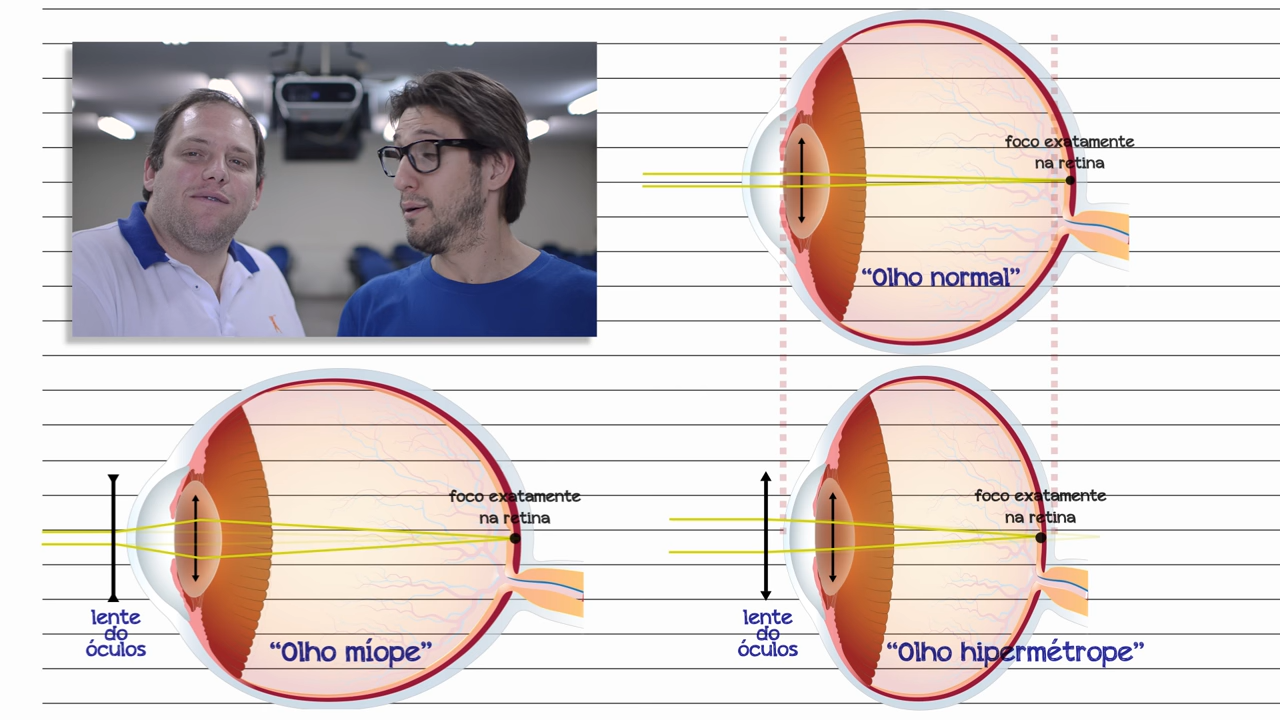 foco exatamente
na retina
“Olho normal”
foco exatamente
na retina
lente
do
óculos
“Olho míope”
foco exatamente
na retina
lente
do
óculos
“Olho hipermétrope”